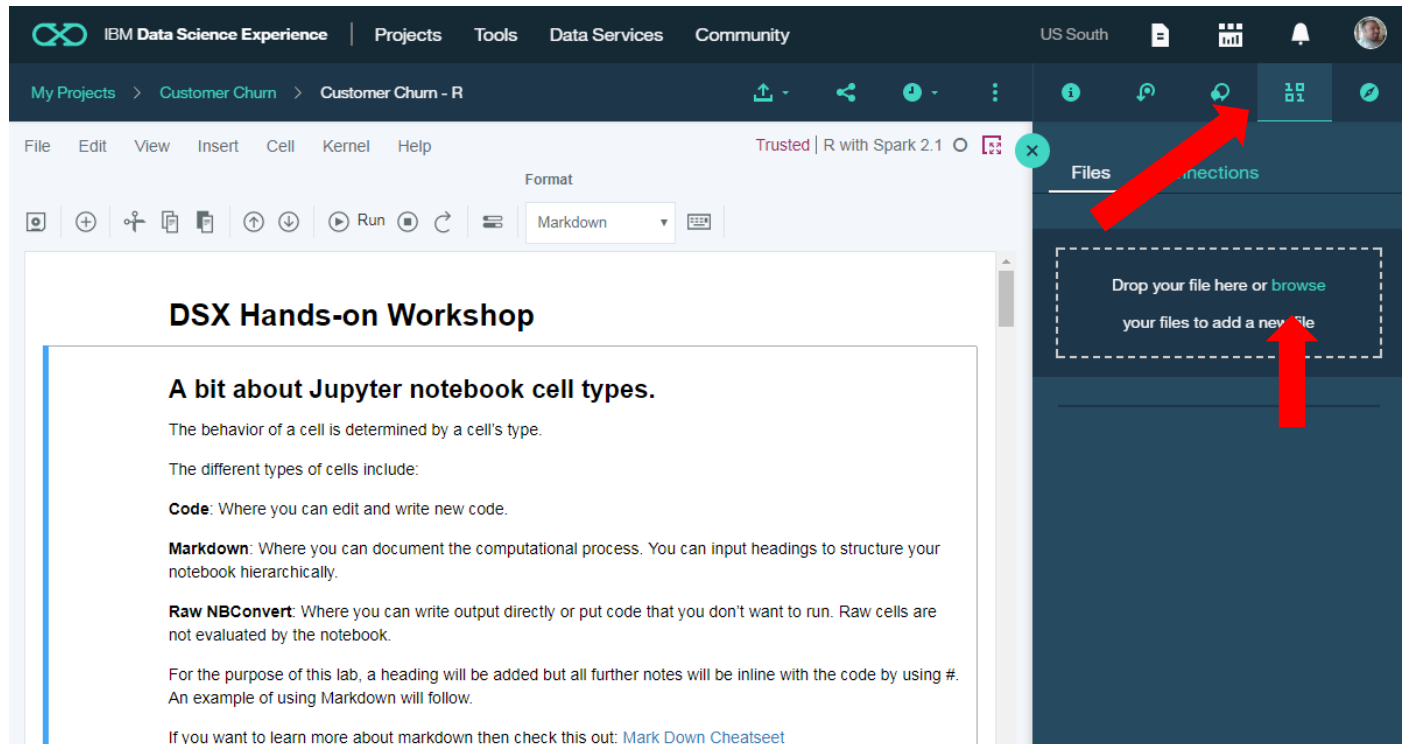 IBM Data Science Experience | Projects Tools Data Services Community US South
My Projects > Customer Churn > Customer Churn - R
File Edit View Insert Cell Kernel Help Trusted | R with Spark 2.1
Files nnections
Format
Run Markdown
Drop your file here or browse
your files to add a new file
DSX Hands-on Workshop
A bit about Jupyter notebook cell types.
The behavior of a cell is determined by a cell's type.
The different types of cells include:
Code: Where you can edit and write new code.
Markdown: Where you can document the computational process. You can input headings to structure your
notebook hierarchically.
Raw NBConvert: Where you can write output directly or put code that you don't want to run. Raw cells are
not evaluated by the notebook.
For the purpose of this lab, a heading will be added but all further notes will be inline with the code by using #.
An example of using Markdown will follow.
If you want to learn more about markdown then check this out: Mark Down Cheatseet